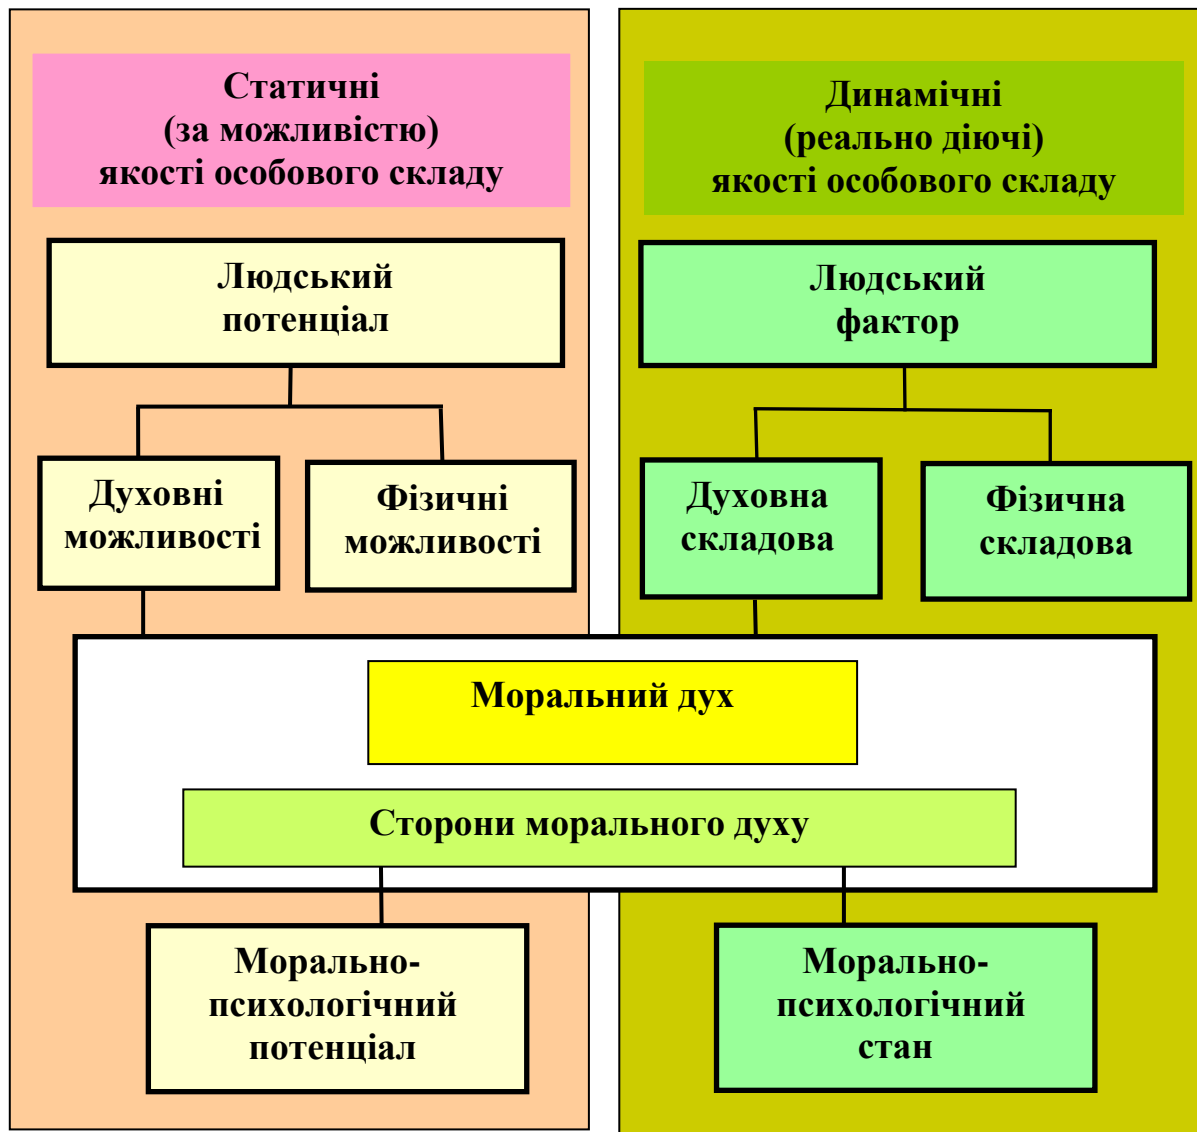 Статичні
(за можливістю)
якості особового складу
Динамічні
(реально діючі)
якості особового складу
Людський
потенціал
Людський
фактор
Духовні
можливості
Фізичні
можливості
Духовна
складова
Фізична
складова
Моральний дух
Сторони морального духу
Морально-
психологічний
потенціал
Морально-
психологічний
стан